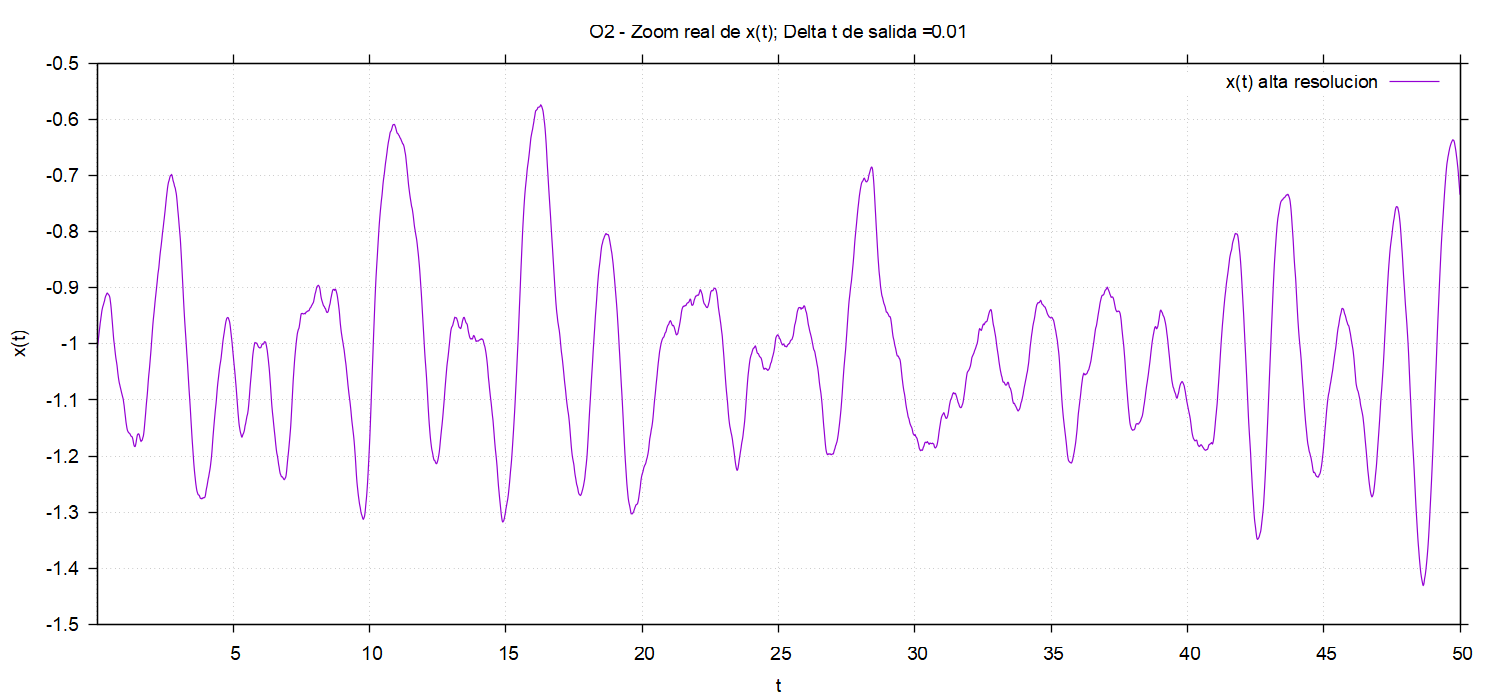 O2 - Zoom real de x(t); Delta t de salida =0.01
x(t) alta resolucion
-0.5
-0.6
-0.7
-0.8
-0.9
-1
-1.1
-1.2
-1.3
-1.4
-1.5
x(t)
5 10 15 20 25 30 35 40 45 50
t